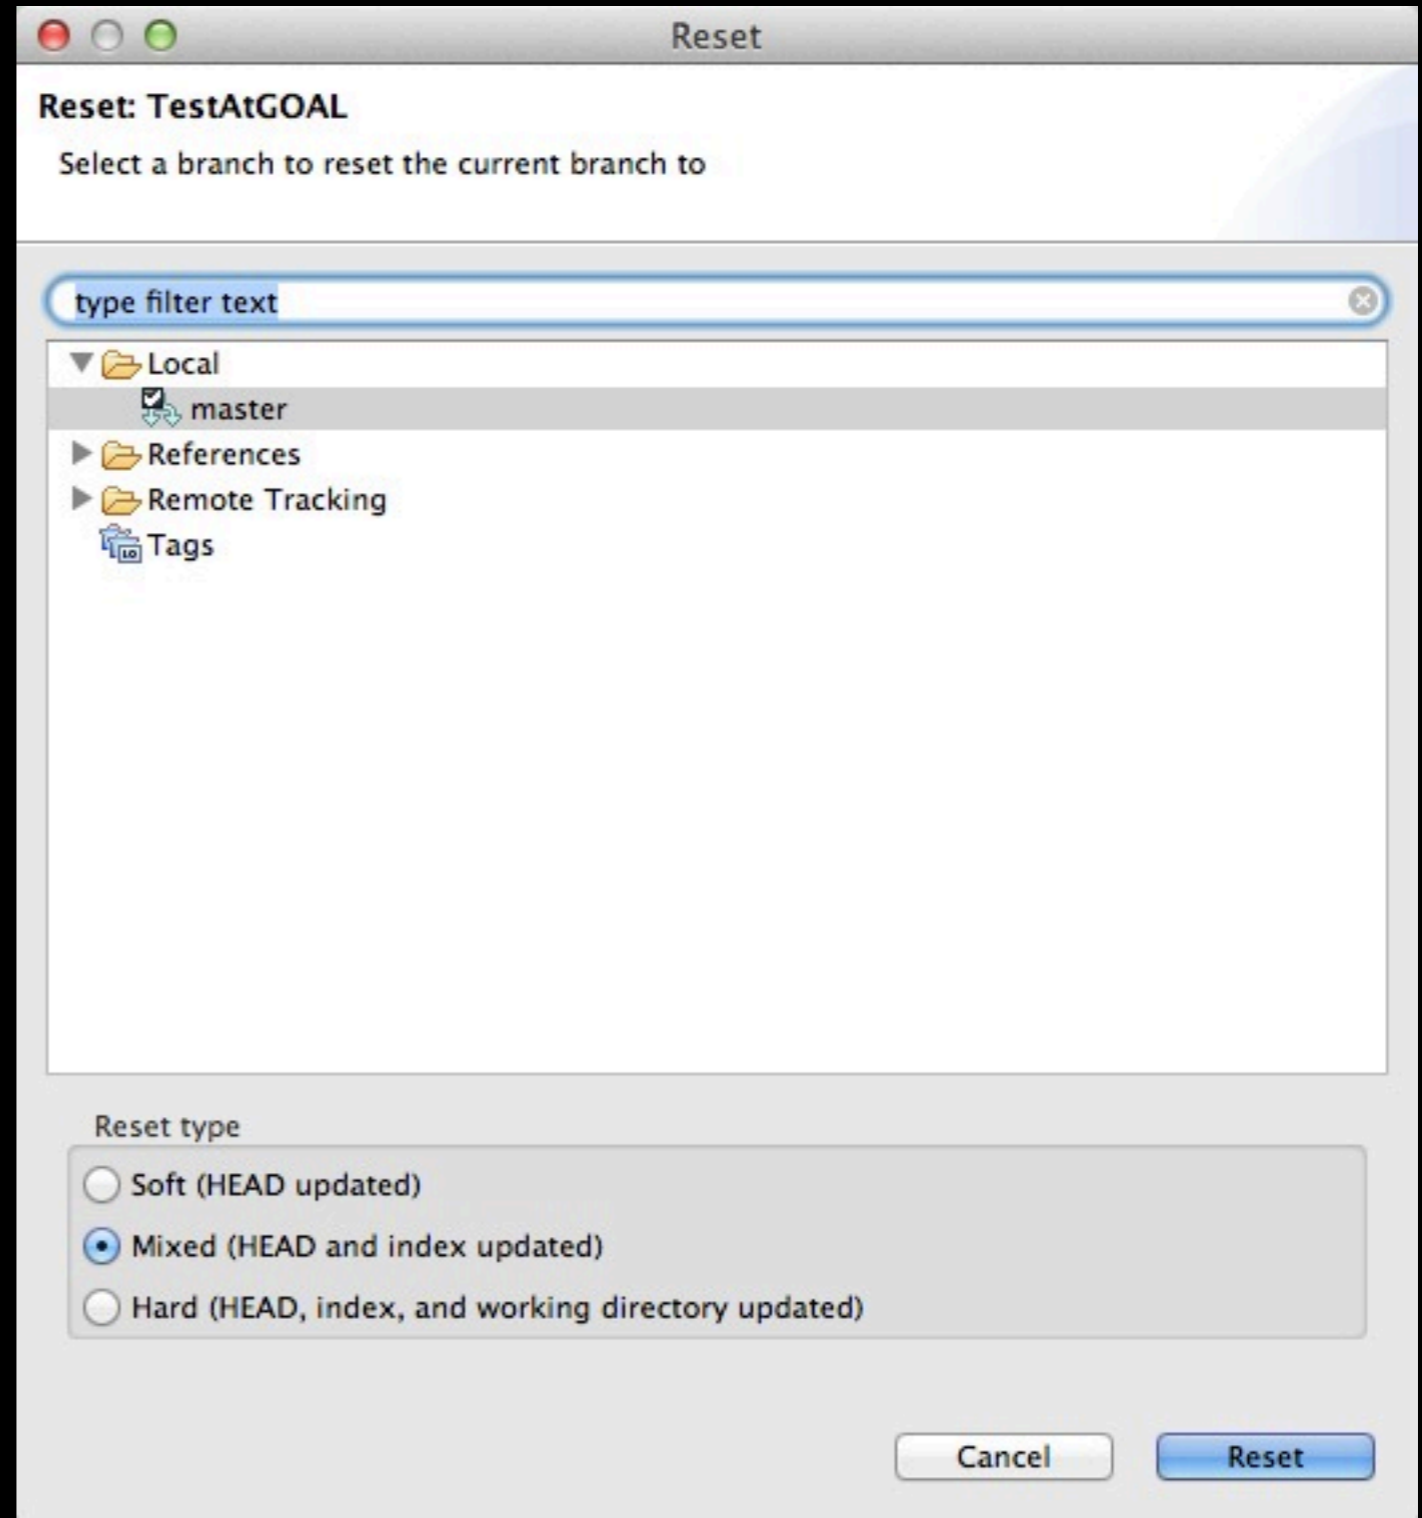 Reset
Reset: TestAtGOAL
Select a branch to reset the current branch to
type filter text
Local
master
References
Remote Tracking
Tags
Reset type
Soft (HEAD updated)
Mixed (HEAD and index updated)
Hard (HEAD, index, and working directory updated)
Cancel Reset